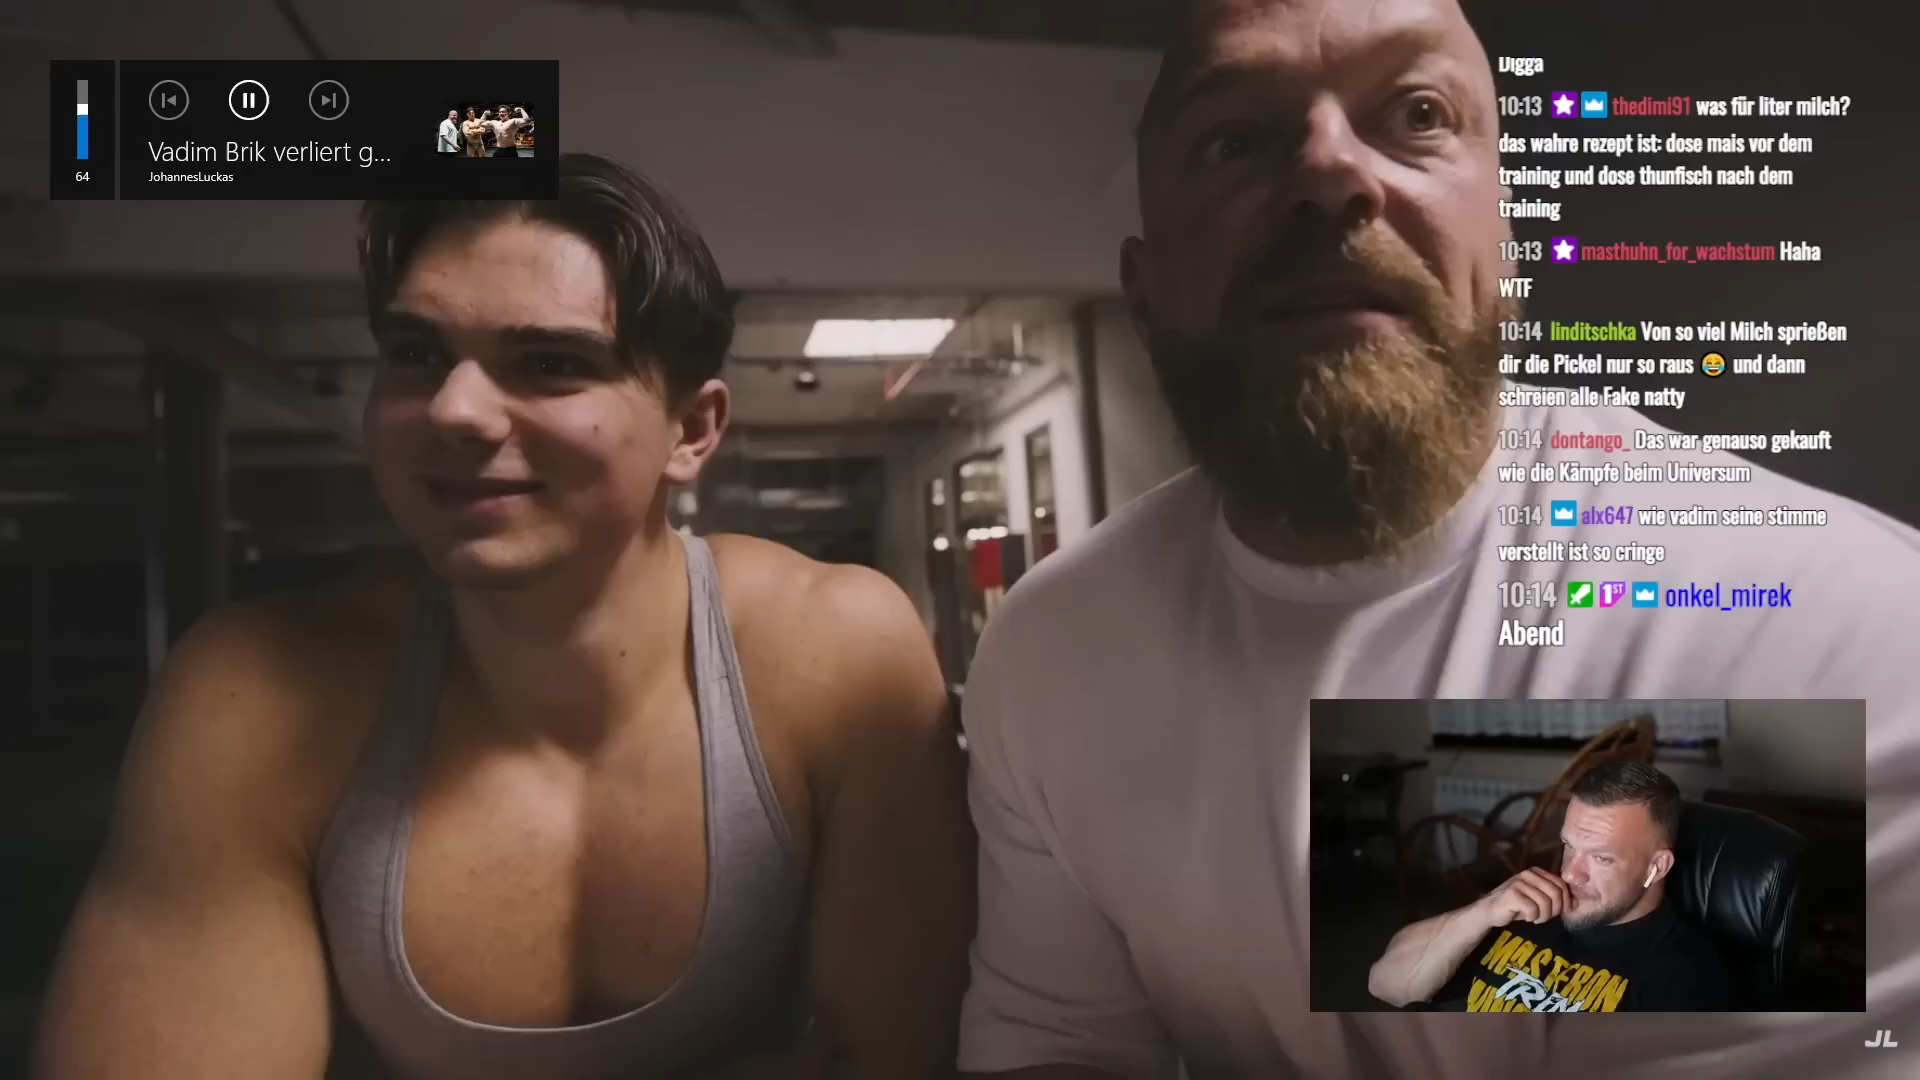 64
Vadim Brik verliert g...
JohannesLuckas
Digga
10:13 thedimi91 was für liter milch?
das wahre rezept ist: dose mais vor dem
training und dose thunfisch nach dem
training
10:13 masthuhn_for_wachstum Haha
WTF
10:14 linditschka Von so viel Milch sprießen
dir die Pickel nur so raus 😂 und dann
schreien alle Fake natty
10:14 dontango_ Das war genauso gekauft
wie die Kämpfe beim Universum
10:14 alx647 wie vadim seine stimme
verstellt ist so cringe
10:14 1ST onkel_mirek
Abend
MASTERON
TREN
JL